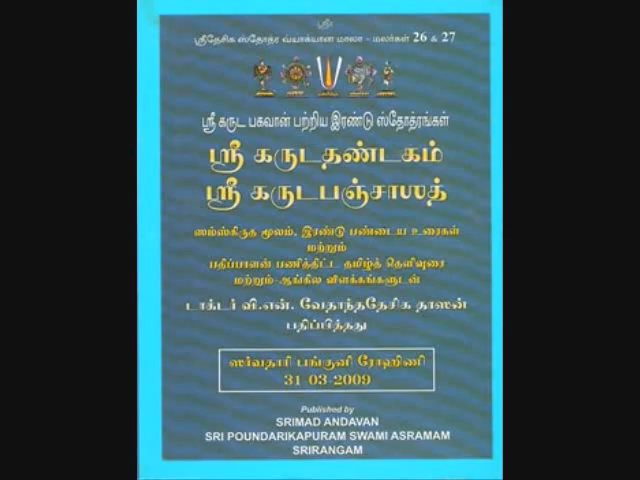 ஸ்ரீ:
ஸ்ரீதேசிக ஸ்தோத்ர வ்யாக்யான மாலா - மலர்கள் 26 & 27
ஸ்ரீ கருட பகவான் பற்றிய இரண்டு ஸ்தோத்ரங்கள்
ஸ்ரீ கருடதண்டகம்
ஸ்ரீ கருடபஞ்சாஸத்
ஸம்ஸ்கிருத மூலம், இரண்டு பண்டைய உரைகள்
மற்றும்
பதிப்பாளன் பணித்திட்ட தமிழ்த் தெளிவுரை
மற்றும்-ஆங்கில விளக்கங்களுடன்
டாக்டர் வி.என். வேதாந்ததேசிக தாஸன்
பதிப்பித்தது
ஸர்வதாரி பங்குனி ரோஹிணி
31-03-2009
Published by
SRIMAD ANDAVAN
SRI POUNDARIKAPURAM SWAMI ASRAMAM
SRIRANGAM